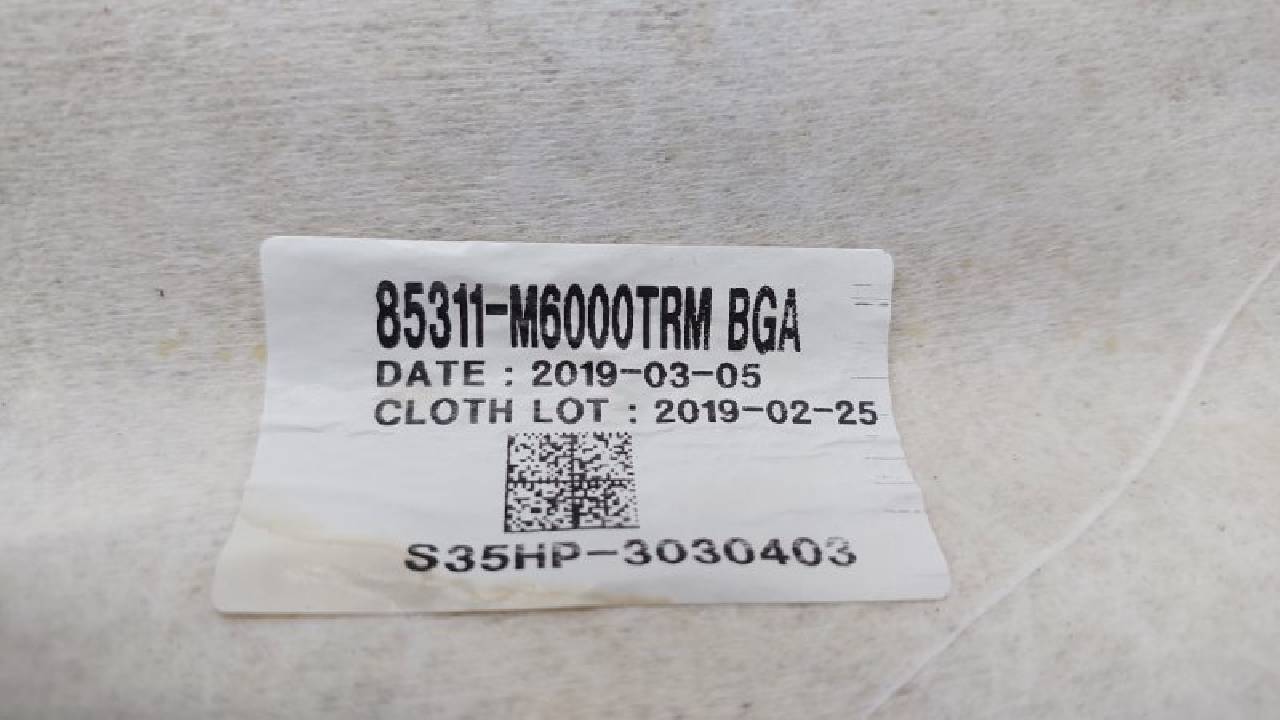 85311-M6000TRM BGA
DATE : 2019-03-05
CLOTH LOT : 2019-02-25
S35HP-3030403